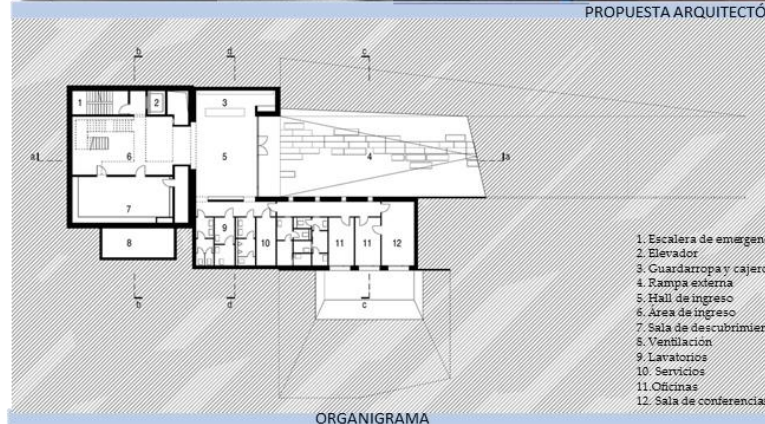 PROPUESTA ARQUITECTÓ
b d c
1 2 3
a 6 5 4 a
7
9
8 10 11 11 12
b d c
1. Escalera de emergen
2. Elevador
3. Guardarropa y cajero
4. Rampa externa
5. Hall de ingreso
6. Área de ingreso
7. Sala de descubrimien
8. Ventilación
9. Lavatorios
10. Servicios
11.Oficinas
12. Sala de conferencia
ORGANIGRAMA